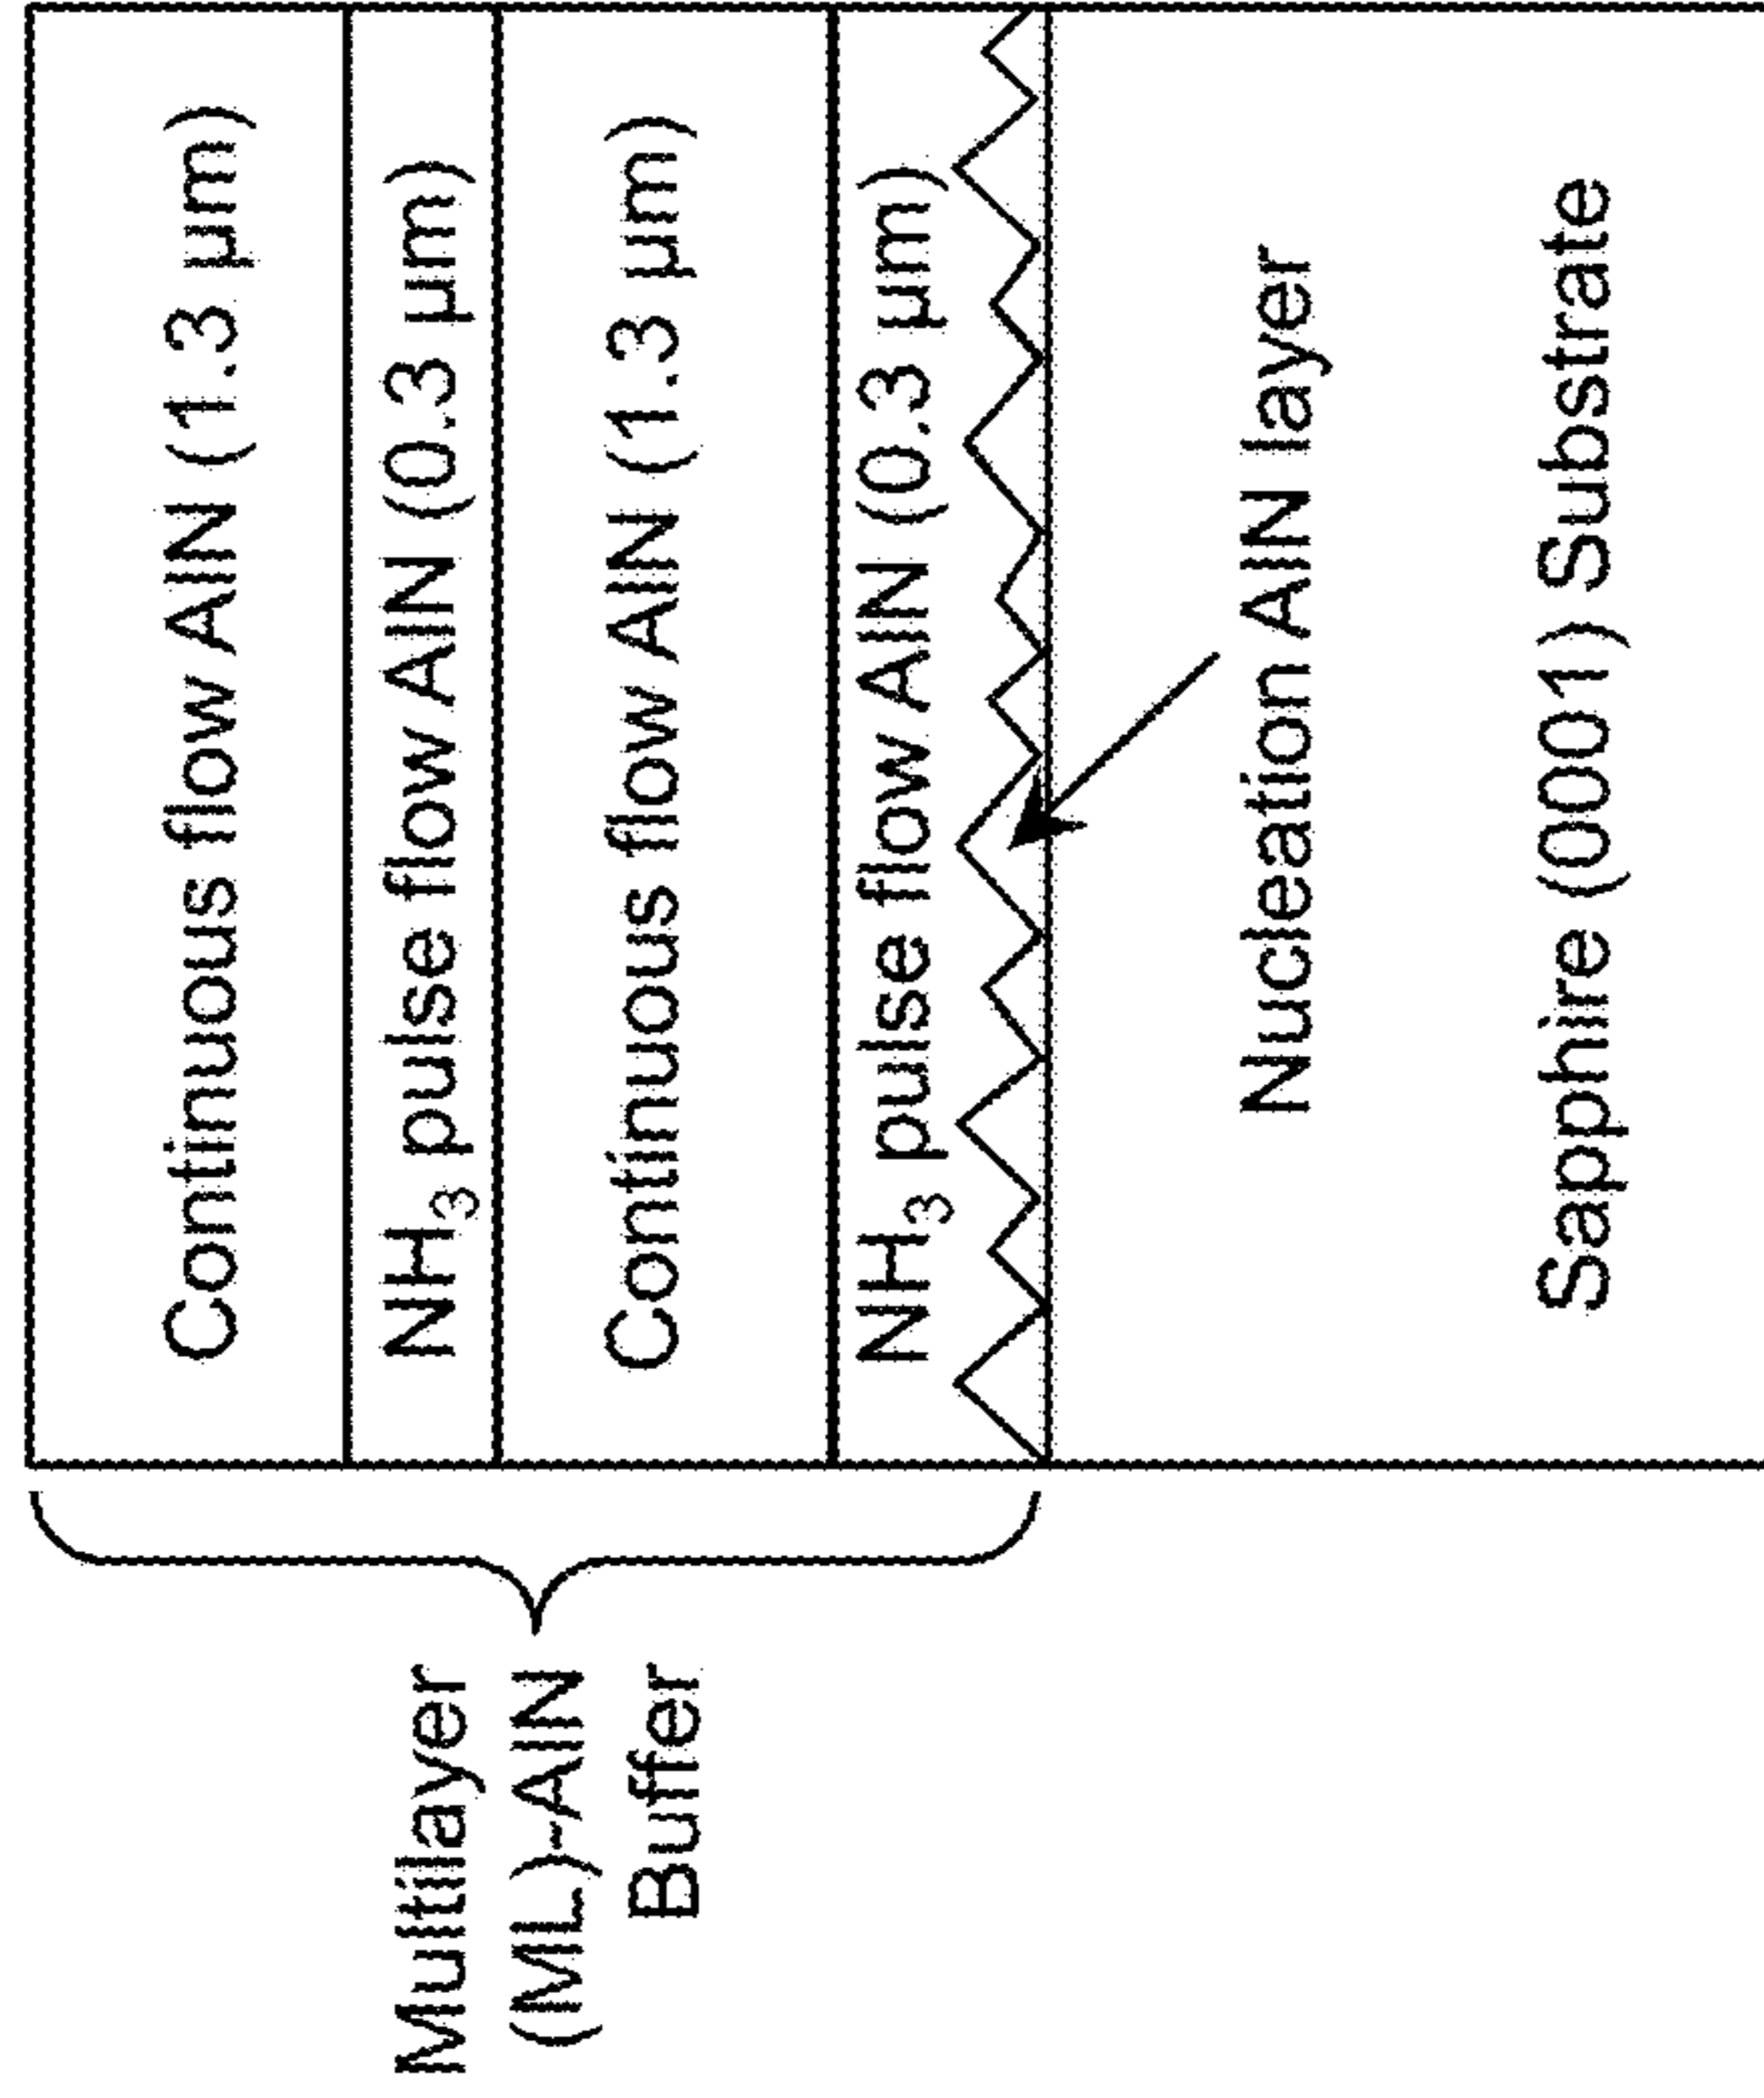 Multilayer
(ML)-AlN
Buffer
Continuous flow AlN (1.3 µm)
NH₃ pulse flow AlN (0.3 µm)
Continuous flow AlN (1.3 µm)
NH₃ pulse flow AlN (0.3 µm)
Nucleation AlN layer
Sapphire (0001) Substrate